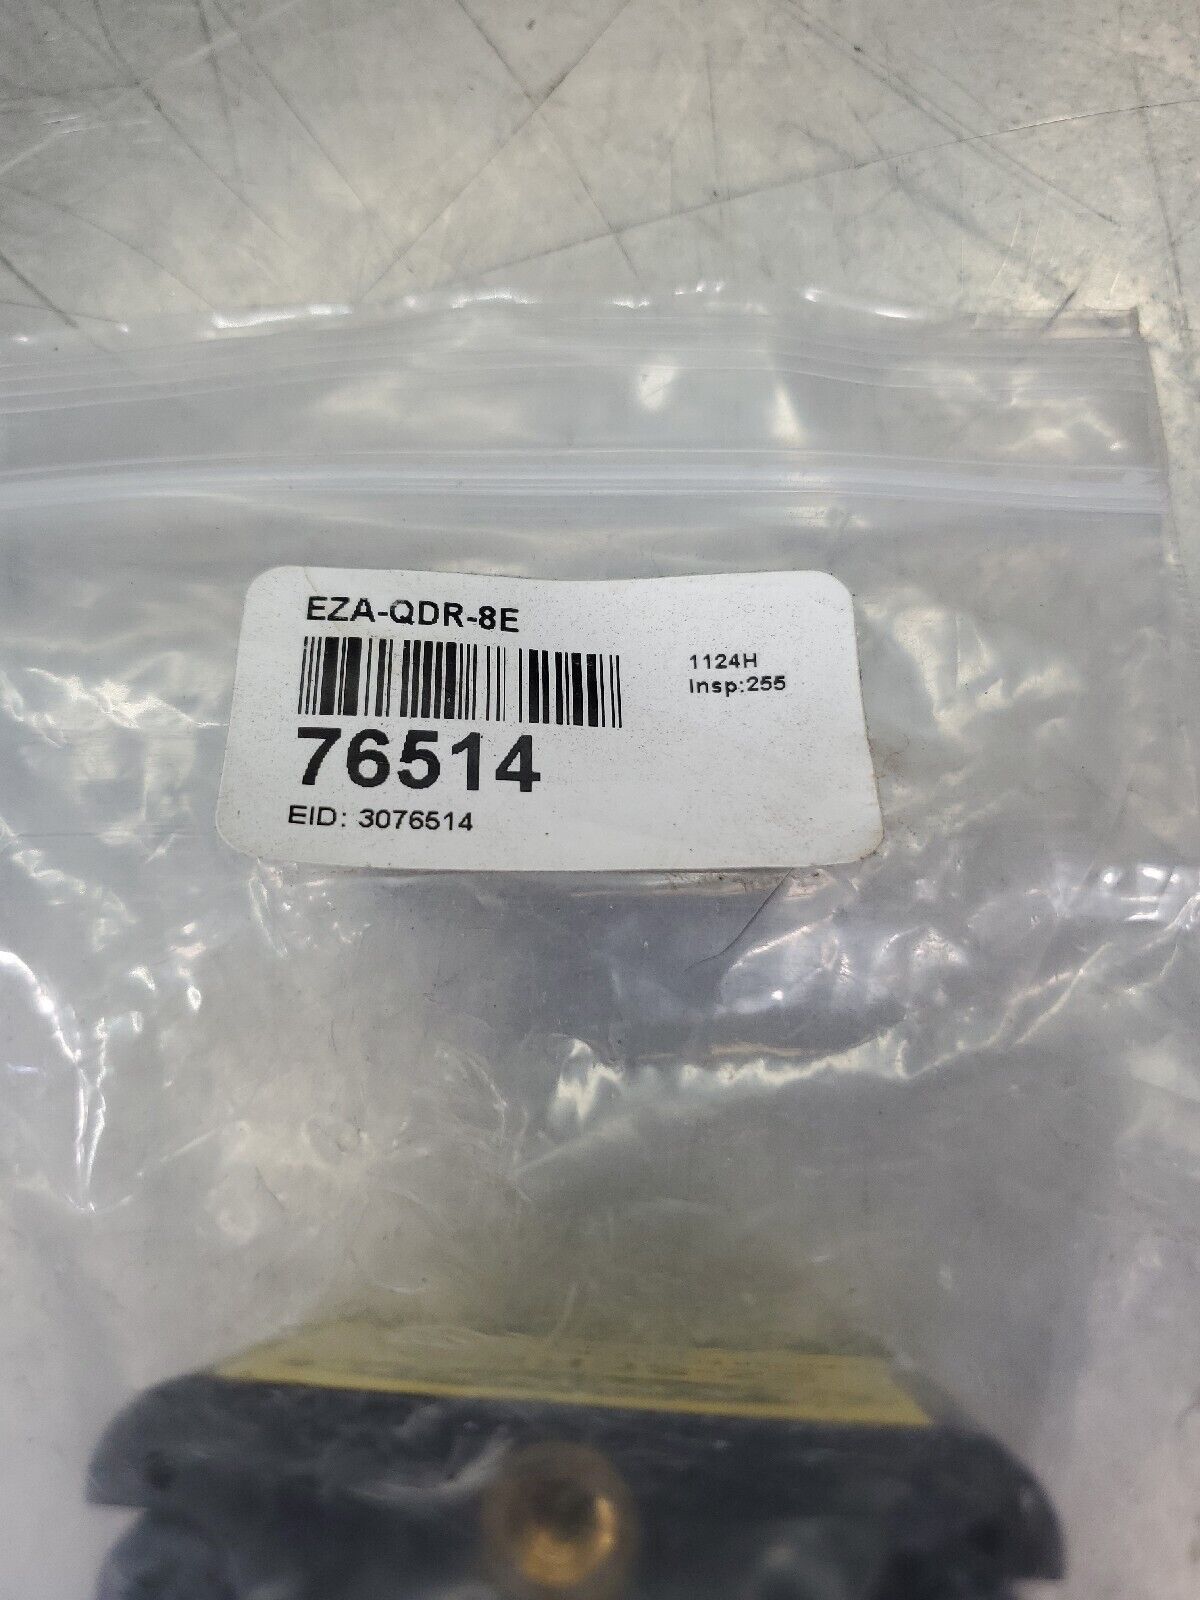 EZA-QDR-8E
1124H
Insp:255
76514
EID: 3076514